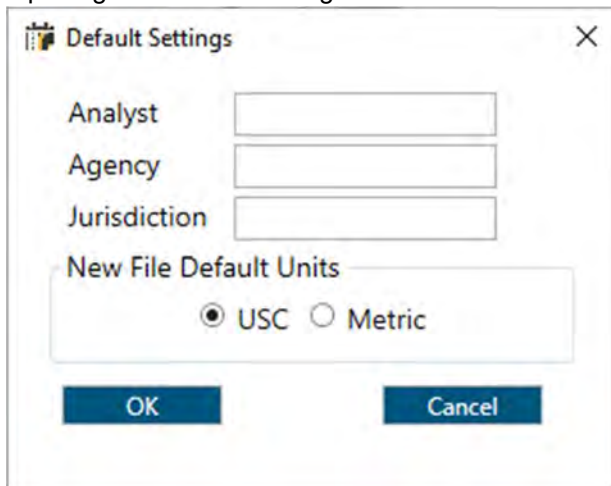 Default Settings
Analyst
Agency
Jurisdiction
New File Default Units
USC Metric
OK Cancel